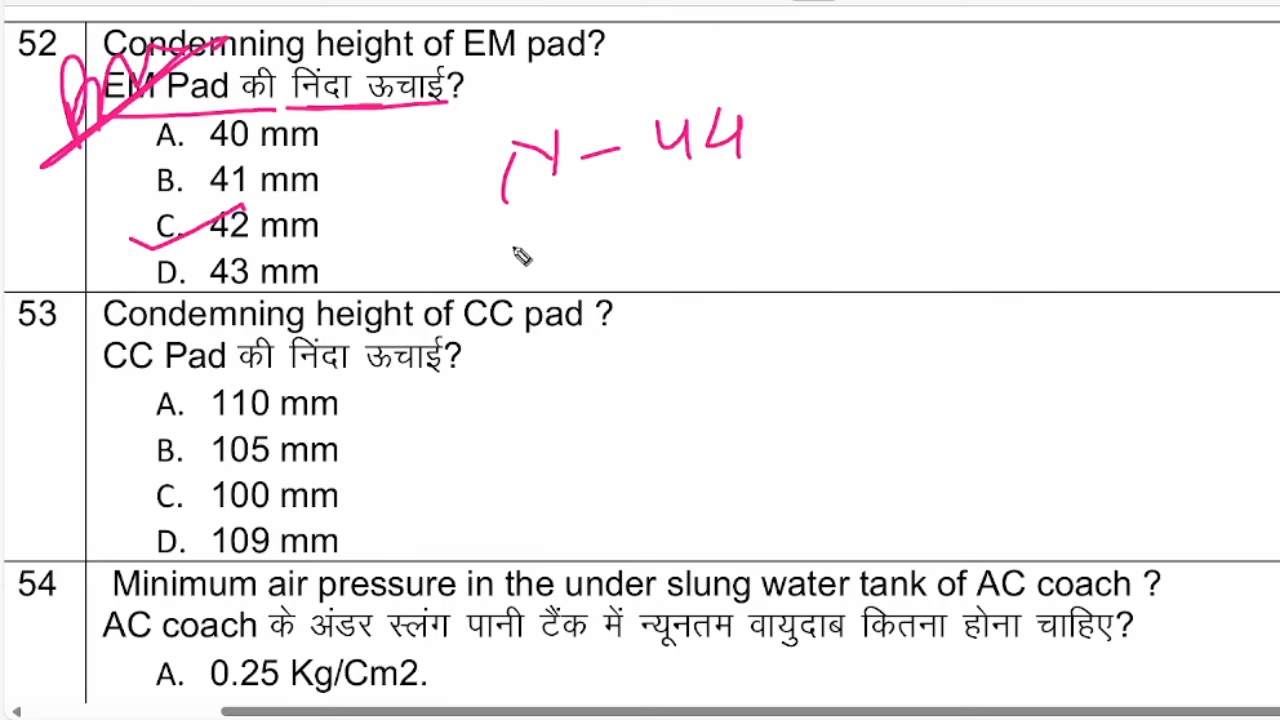 52
Condemning height of EM pad?
EM Pad की निंदा ऊचाई?
A. 40 mm
B. 41 mm
C. 42 mm
D. 43 mm
N - 44
53
Condemning height of CC pad ?
CC Pad की निंदा ऊचाई?
A. 110 mm
B. 105 mm
C. 100 mm
D. 109 mm
54
Minimum air pressure in the under slung water tank of AC coach ?
AC coach के अंडर स्लंग पानी टैंक में न्यूनतम वायुदाब कितना होना चाहिए?
A. 0.25 Kg/Cm2.